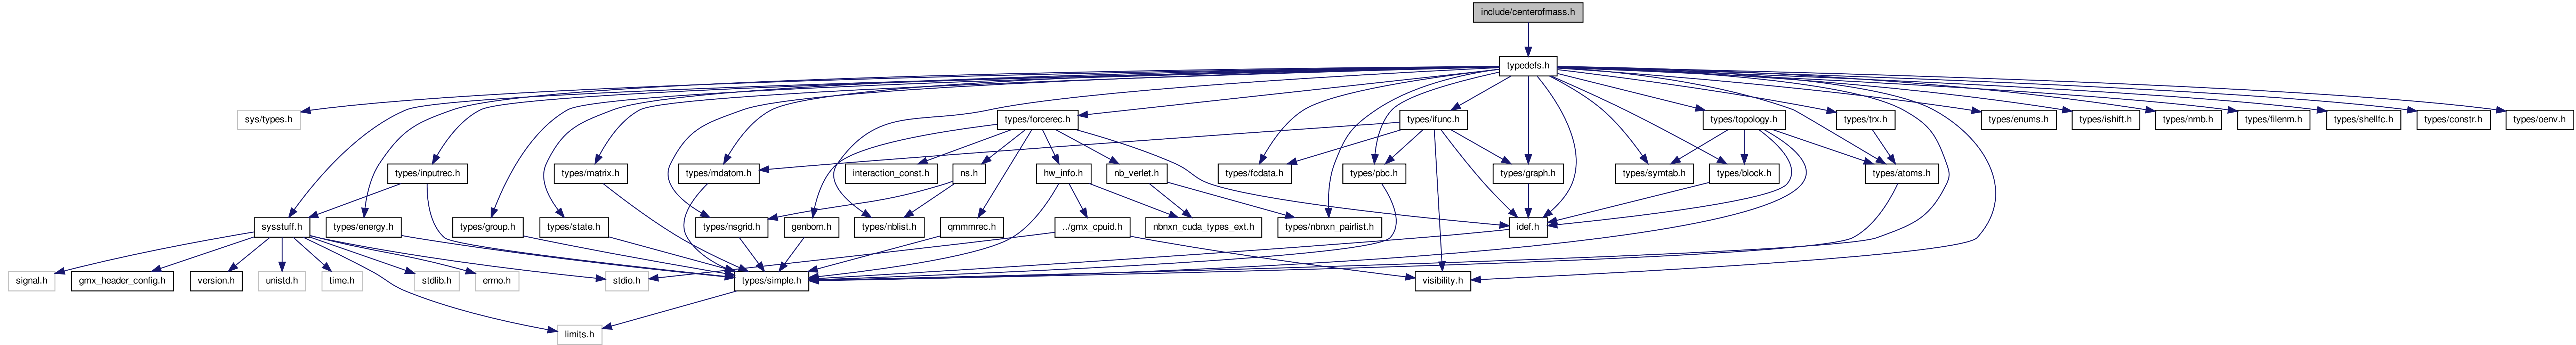 include/centerofmass.h
typedefs.h
sys/types.h
types/forcerec.h
types/ifunc.h
types/topology.h
types/trx.h
types/enums.h
types/ishift.h
types/nrnb.h
types/filenm.h
types/shellfc.h
types/constr.h
types/oenv.h
types/inputrec.h
types/matrix.h
types/mdatom.h
interaction_const.h
ns.h
hw_info.h
nb_verlet.h
types/fcdata.h
types/pbc.h
types/graph.h
types/symtab.h
types/block.h
types/atoms.h
sysstuff.h
types/energy.h
types/group.h
types/state.h
types/nsgrid.h
genborn.h
types/nblist.h
qmmmrec.h
../gmx_cpuid.h
nbnxn_cuda_types_ext.h
types/nbnxn_pairlist.h
idef.h
signal.h
gmx_header_config.h
version.h
unistd.h
time.h
stdlib.h
errno.h
stdio.h
types/simple.h
visibility.h
limits.h